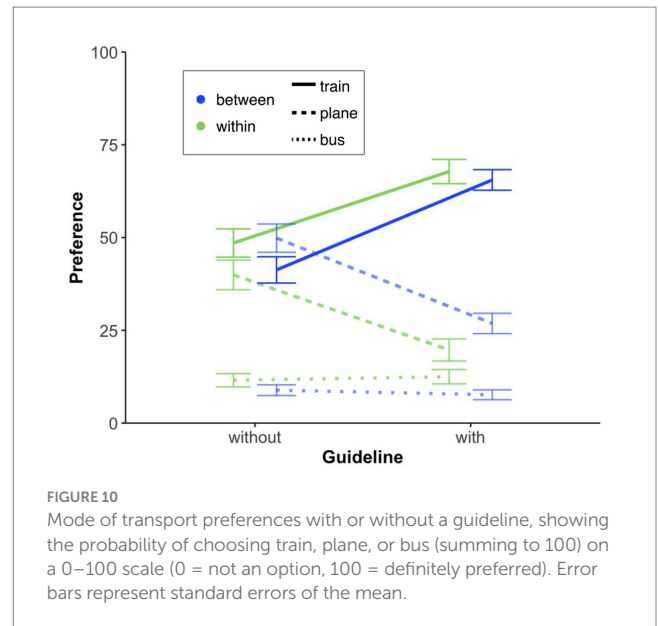 100
75
50
25
0
Preference
between
within
train
plane
bus
without
with
Guideline
FIGURE 10
Mode of transport preferences with or without a guideline, showing
the probability of choosing train, plane, or bus (summing to 100) on
a 0–100 scale (0 = not an option, 100 = definitely preferred). Error
bars represent standard errors of the mean.